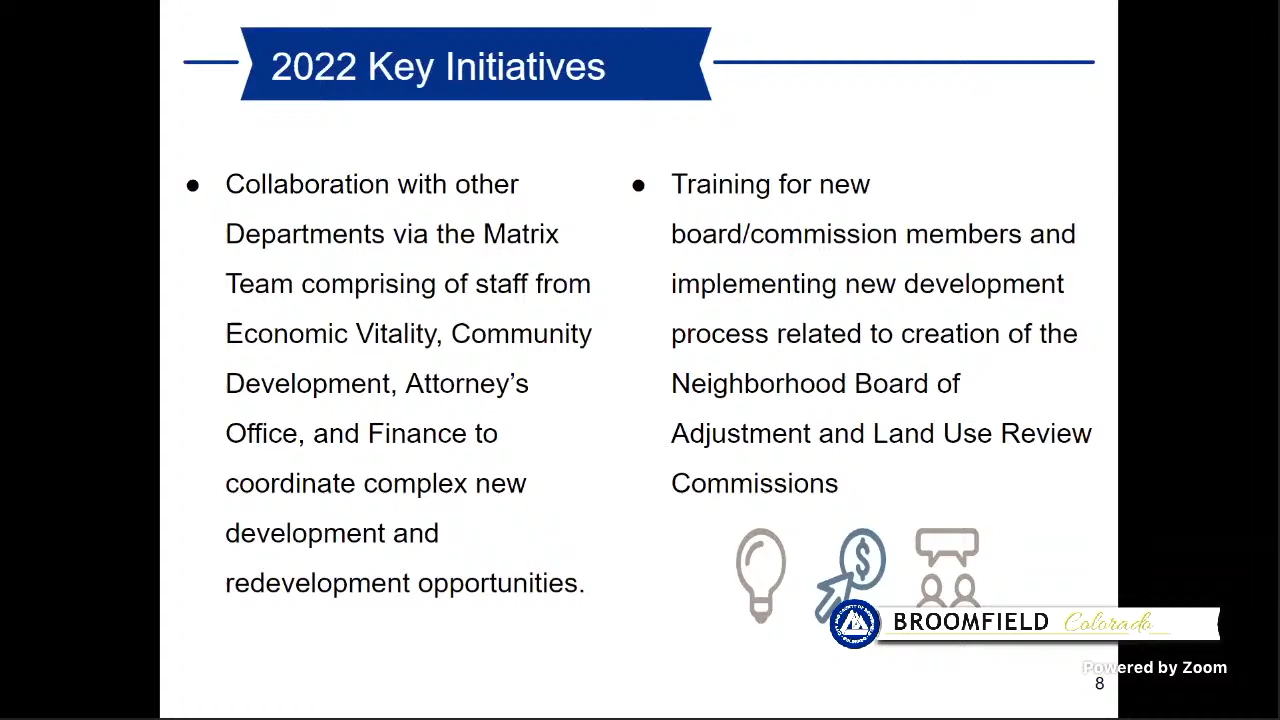 2022 Key Initiatives
● Collaboration with other
Departments via the Matrix
Team comprising of staff from
Economic Vitality, Community
Development, Attorney’s
Office, and Finance to
coordinate complex new
development and
redevelopment opportunities.
● Training for new
board/commission members and
implementing new development
process related to creation of the
Neighborhood Board of
Adjustment and Land Use Review
Commissions
$
BROOMFIELD Colorado
Powered by Zoom
8